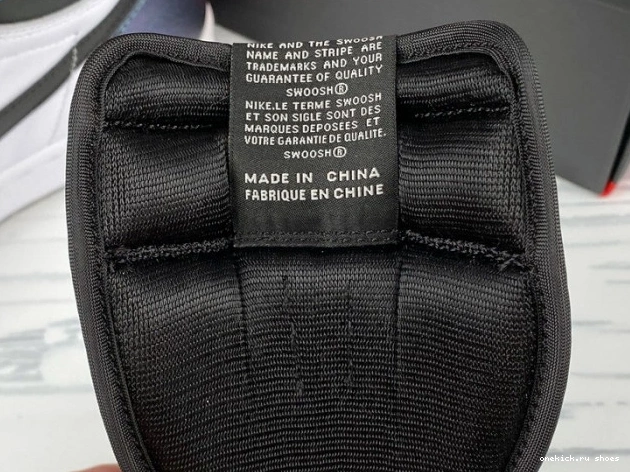 NIKE AND THE SWOOSH
NAME AND STRIPE ARE
TRADEMARKS AND YOUR
GUARANTEE OF QUALITY
SWOOSH®
NIKE.LE TERME SWOOSH
ET SON SIGLE SONT DES
MARQUES DEPOSEES ET
VOTRE GARANTIE DE QUALITE.
SWOOSH®
MADE IN CHINA
FABRIQUE EN CHINE
onekick.ru shoes